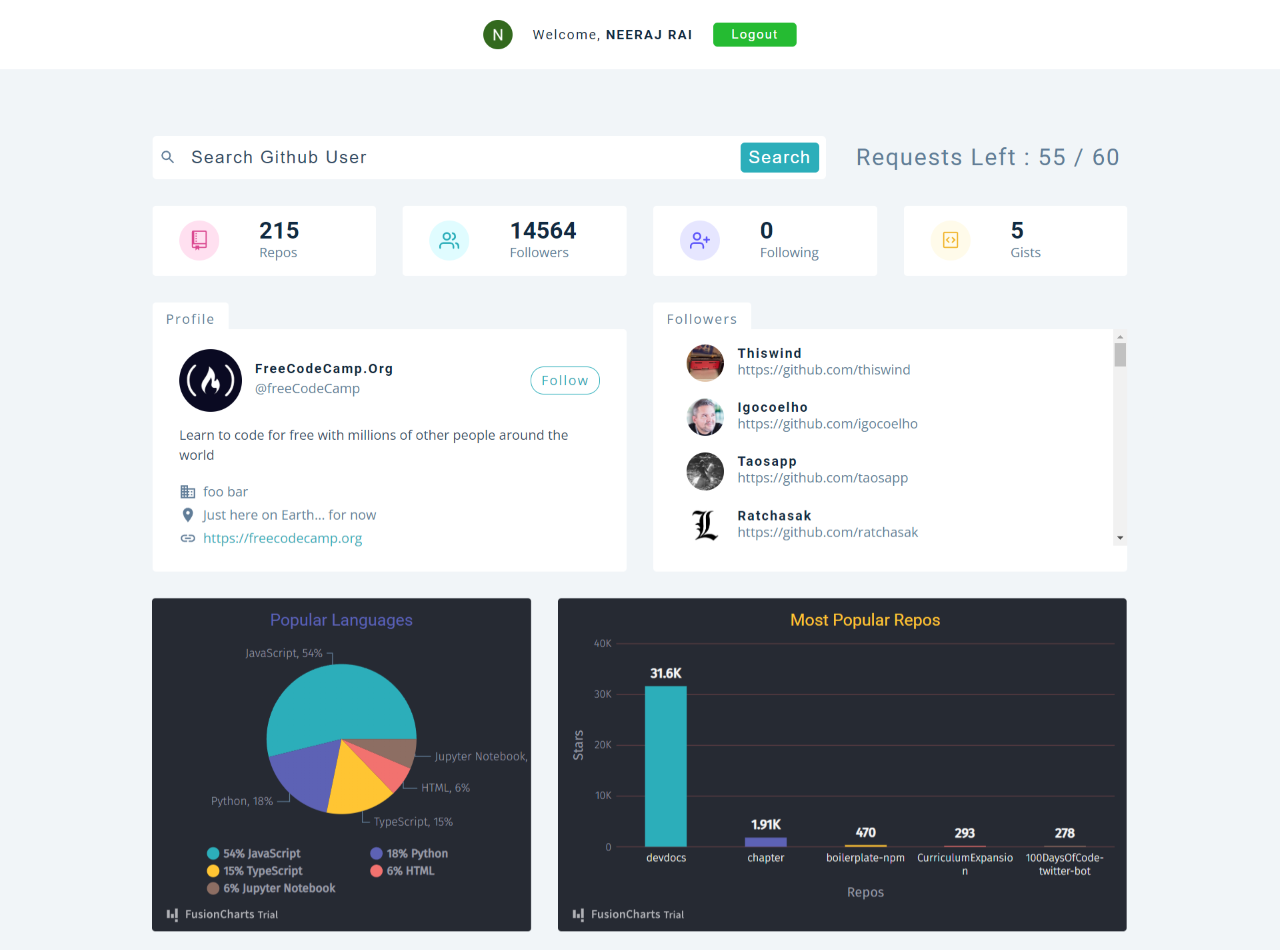 N Welcome, NEERAJ RAI Logout
Search Github User Search Requests Left : 55 / 60
215
Repos
14564
Followers
0
Following
5
Gists
Profile
FreeCodeCamp.Org
@freeCodeCamp
Follow
Learn to code for free with millions of other people around the
world
foo bar
Just here on Earth... for now
https://freecodecamp.org
Followers
Thiswind
https://github.com/thiswind
Igocoelho
https://github.com/igocoelho
Taosapp
https://github.com/taosapp
L
Ratchasak
https://github.com/ratchasak
Popular Languages
JavaScript, 54%
Jupyter Notebook,
HTML, 6%
Python, 18%
TypeScript, 15%
54% JavaScript 18% Python
15% TypeScript 6% HTML
6% Jupyter Notebook
FusionCharts Trial
Most Popular Repos
40K
31.6K
30K
Stars
20K
10K
1.91K
470
293
278
0
devdocs chapter boilerplate-npm CurriculumExpansio 100DaysOfCode-
n twitter-bot
Repos
FusionCharts Trial